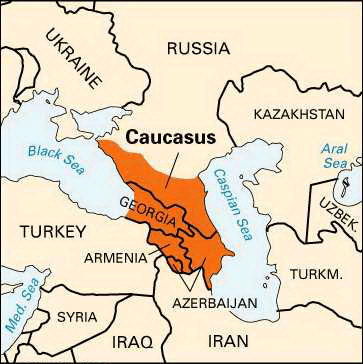 UKRAINE
RUSSIA
KAZAKHSTAN
Caucasus
Black Sea
Caspian Sea
Aral
Sea
UZBEK.
GEORGIA
TURKEY
ARMENIA
TURKM.
AZERBAIJAN
Med. Sea
SYRIA
IRAQ
IRAN